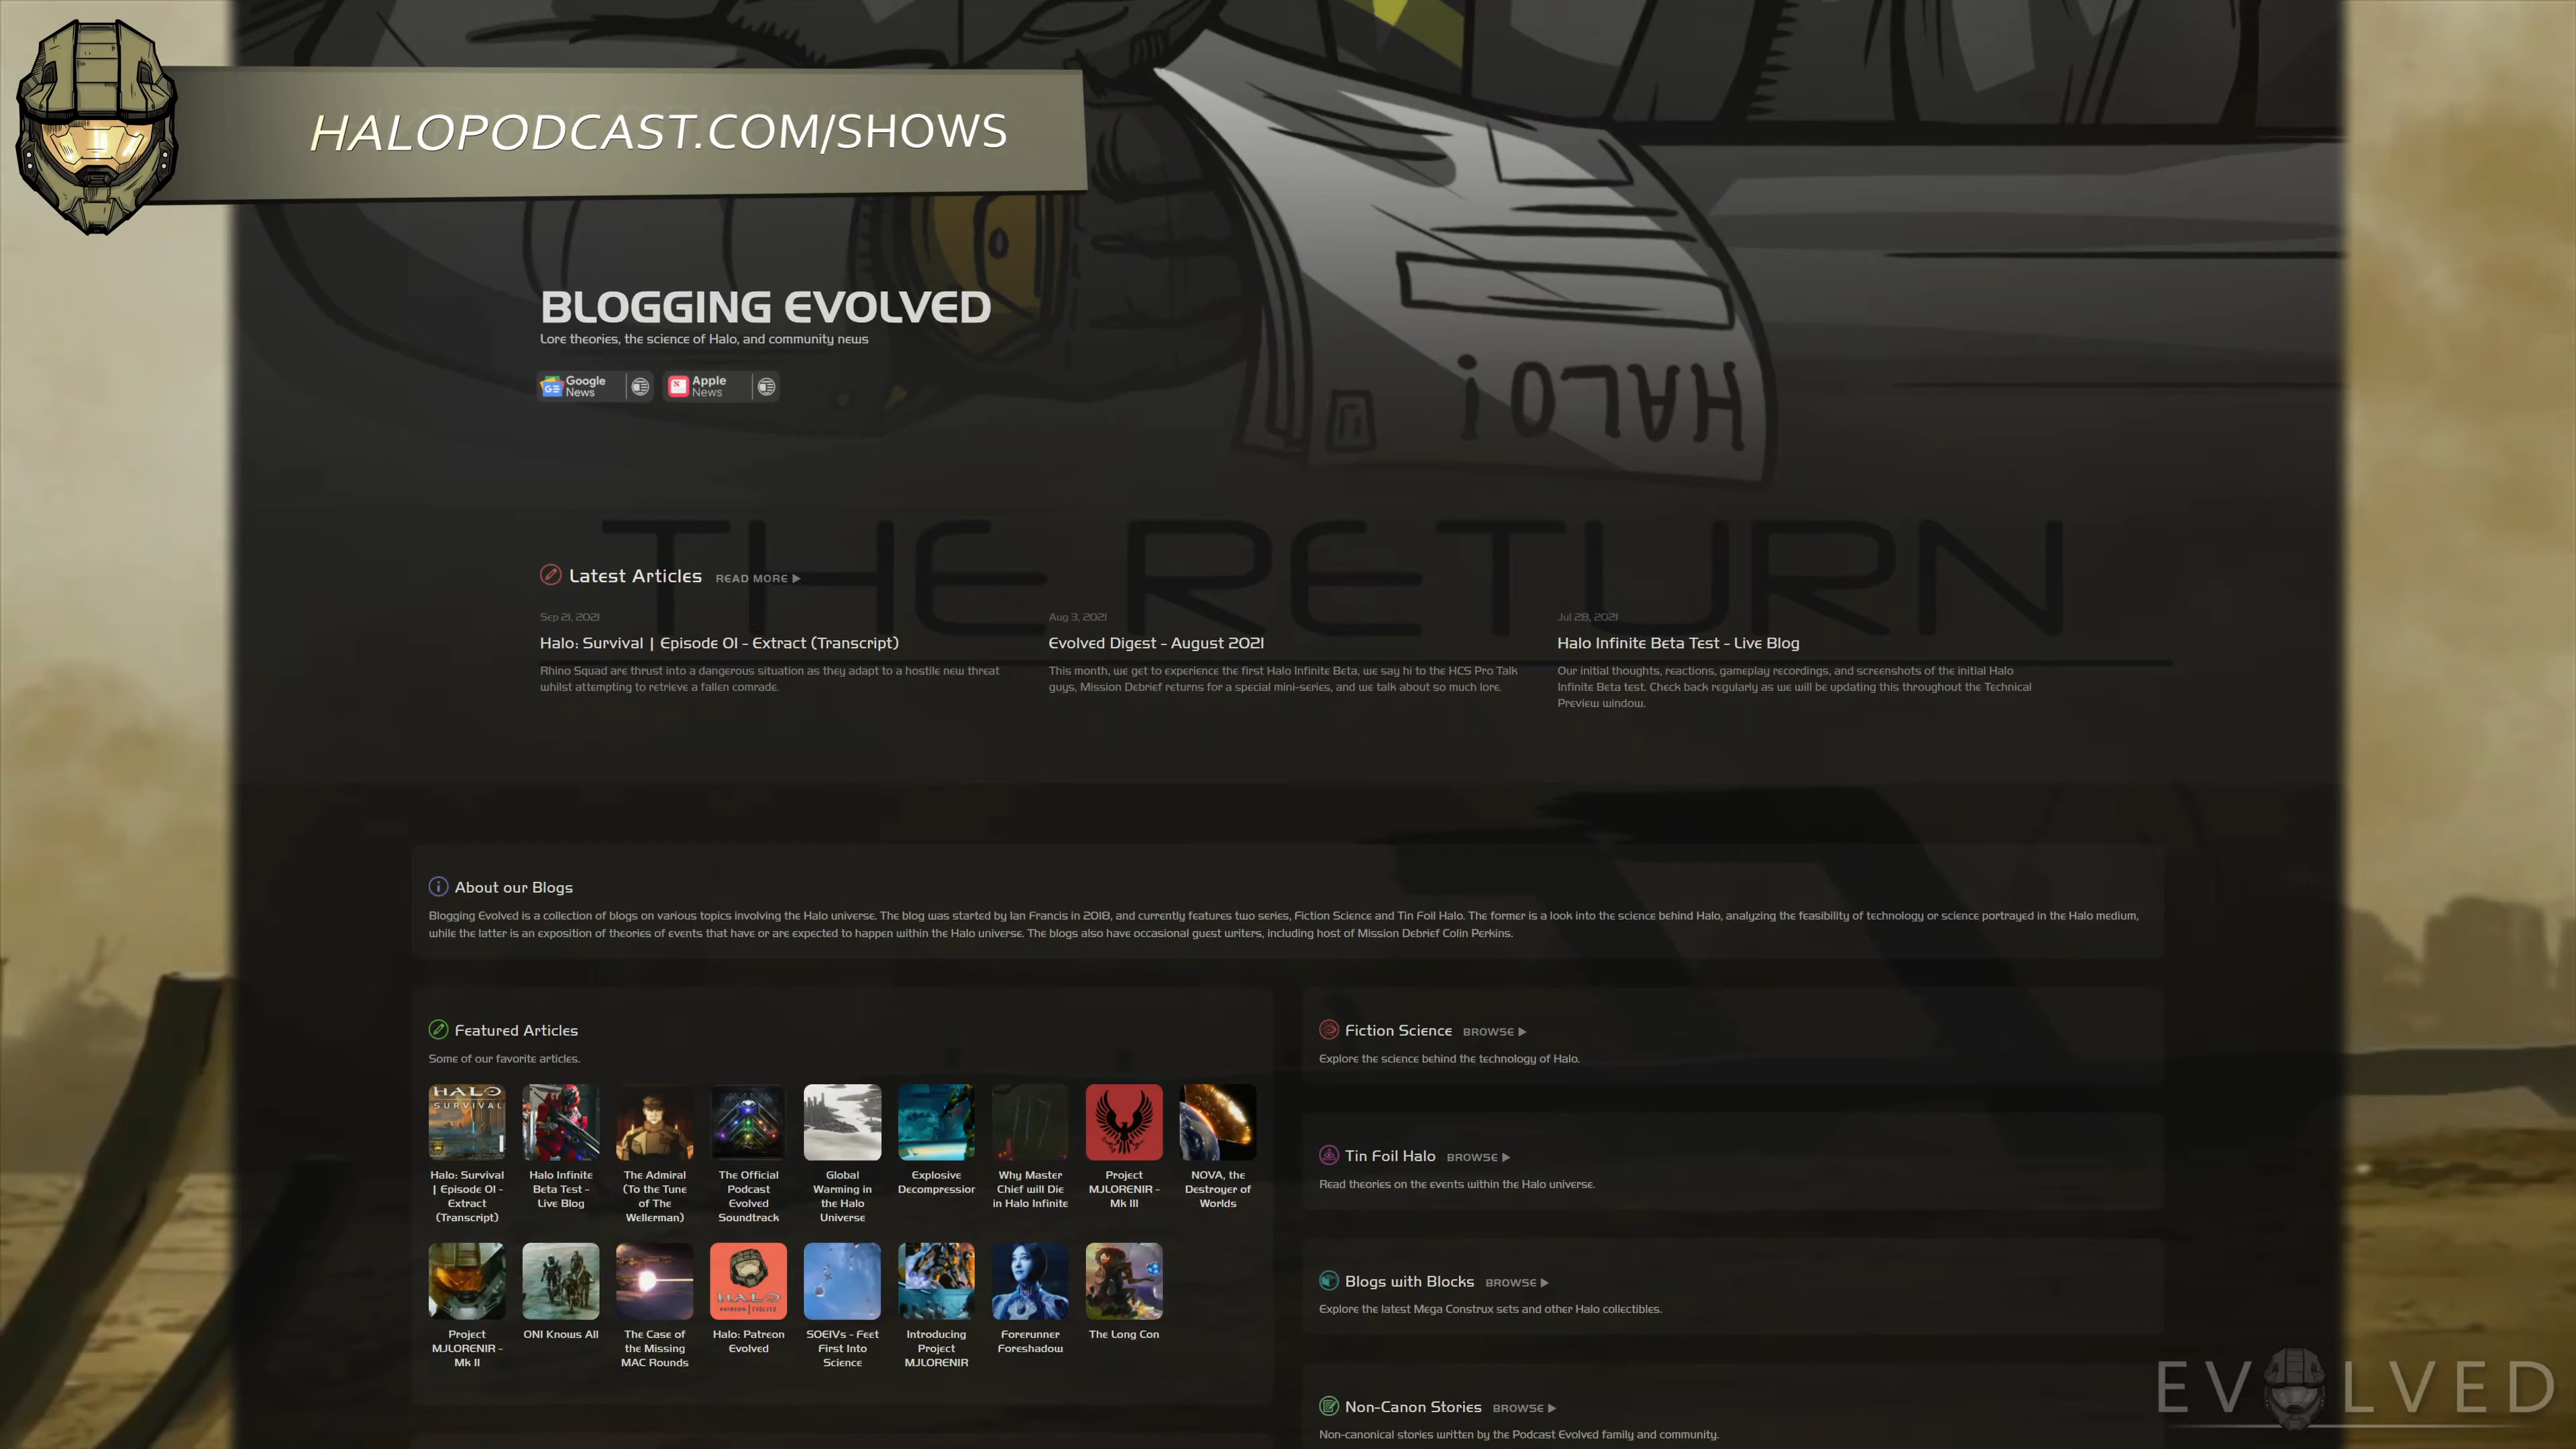 HALOPODCAST.COM/SHOWS
BLOGGING EVOLVED
Lore theories, the science of Halo, and community news
Google
News
Apple
News
HALO i
THE RETURN
Latest Articles READ MORE ▶
Sep 21, 2021
Halo: Survival | Episode 01 - Extract (Transcript)
Rhino Squad are thrust into a dangerous situation as they adapt to a hostile new threat
whilst attempting to retrieve a fallen comrade.
Aug 3, 2021
Evolved Digest - August 2021
This month, we get to experience the first Halo Infinite Beta, we say hi to the HCS Pro Talk
guys, Mission Debrief returns for a special mini-series, and we talk about so much lore.
Jul 28, 2021
Halo Infinite Beta Test - Live Blog
Our initial thoughts, reactions, gameplay recordings, and screenshots of the initial Halo
Infinite Beta test. Check back regularly as we will be updating this throughout the Technical
Preview window.
About our Blogs
Blogging Evolved is a collection of blogs on various topics involving the Halo universe. The blog was started by Ian Francis in 2018, and currently features two series, Fiction Science and Tin Foil Halo. The former is a look into the science behind Halo, analyzing the feasibility of technology or science portrayed in the Halo medium,
while the latter is an exposition of theories of events that have or are expected to happen within the Halo universe. The blogs also have occasional guest writers, including host of Mission Debrief Colin Perkins.
Featured Articles
Some of our favorite articles.
HALO
SURVIVAL
Halo: Survival
| Episode 01 -
Extract
(Transcript)
Halo Infinite
Beta Test -
Live Blog
The Admiral
(To the Tune
of The
Wellerman)
The Official
Podcast
Evolved
Soundtrack
Global
Warming in
the Halo
Universe
Explosive
Decompression
Why Master
Chief will Die
in Halo Infinite
Project
MJLORENIR -
Mk III
NOVA, the
Destroyer of
Worlds
Project
MJLORENIR -
Mk II
ONI Knows All
The Case of
the Missing
MAC Rounds
HALO
PATREON | EVOLVED
Halo: Patreon
Evolved
SOEIVs - Feet
First Into
Science
Introducing
Project
MJLORENIR
Forerunner
Foreshadow
The Long Con
Fiction Science BROWSE ▶
Explore the science behind the technology of Halo.
Tin Foil Halo BROWSE ▶
Read theories on the events within the Halo universe.
Blogs with Blocks BROWSE ▶
Explore the latest Mega Construx sets and other Halo collectibles.
Non-Canon Stories BROWSE ▶
Non-canonical stories written by the Podcast Evolved family and community.
EVOLVED